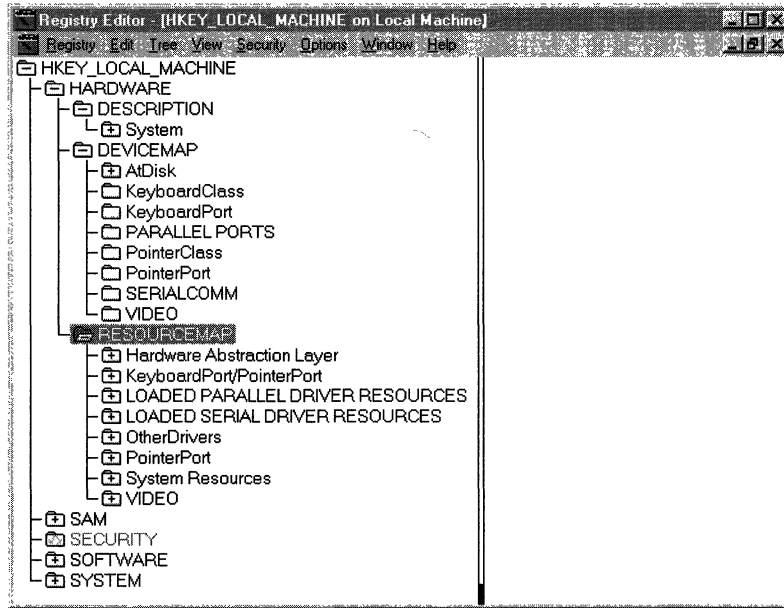 Registry Editor - [HKEY_LOCAL_MACHINE on Local Machine]
Registry Edit Tree View Security Options Window Help
HKEY_LOCAL_MACHINE
HARDWARE
DESCRIPTION
System
DEVICEMAP
AtDisk
KeyboardClass
KeyboardPort
PARALLEL PORTS
PointerClass
PointerPort
SERIALCOMM
VIDEO
RESOURCEMAP
Hardware Abstraction Layer
KeyboardPort/PointerPort
LOADED PARALLEL DRIVER RESOURCES
LOADED SERIAL DRIVER RESOURCES
OtherDrivers
PointerPort
System Resources
VIDEO
SAM
SECURITY
SOFTWARE
SYSTEM